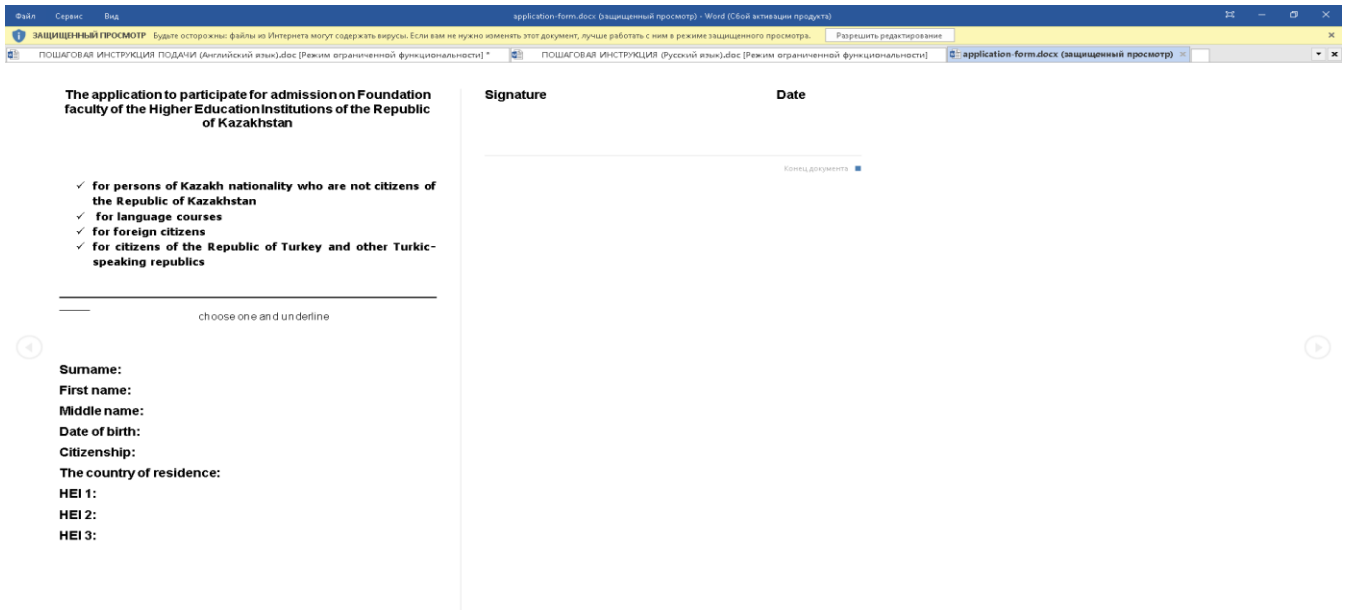 Файл Сервис Вид application-form.docx (защищенный просмотр) - Word (Сбой активации продукта)
ЗАЩИЩЕННЫЙ ПРОСМОТР Будьте осторожны: файлы из Интернета могут содержать вирусы. Если вам не нужно изменять этот документ, лучше работать с ним в режиме защищенного просмотра. Разрешить редактирование
ПОШАГОВАЯ ИНСТРУКЦИЯ ПОДАЧИ (Английский язык).doc [Режим ограниченной функциональности] * ПОШАГОВАЯ ИНСТРУКЦИЯ (Русский язык).doc [Режим ограниченной функциональности] application-form.docx (защищенный просмотр)
The application to participate for admission on Foundation
faculty of the Higher Education Institutions of the Republic
of Kazakhstan
✓ for persons of Kazakh nationality who are not citizens of
the Republic of Kazakhstan
✓ for language courses
✓ for foreign citizens
✓ for citizens of the Republic of Turkey and other Turkic-
speaking republics
choose one and underline
Surname:
First name:
Middle name:
Date of birth:
Citizenship:
The country of residence:
HEI 1:
HEI 2:
HEI 3:
Signature Date
Конец документа